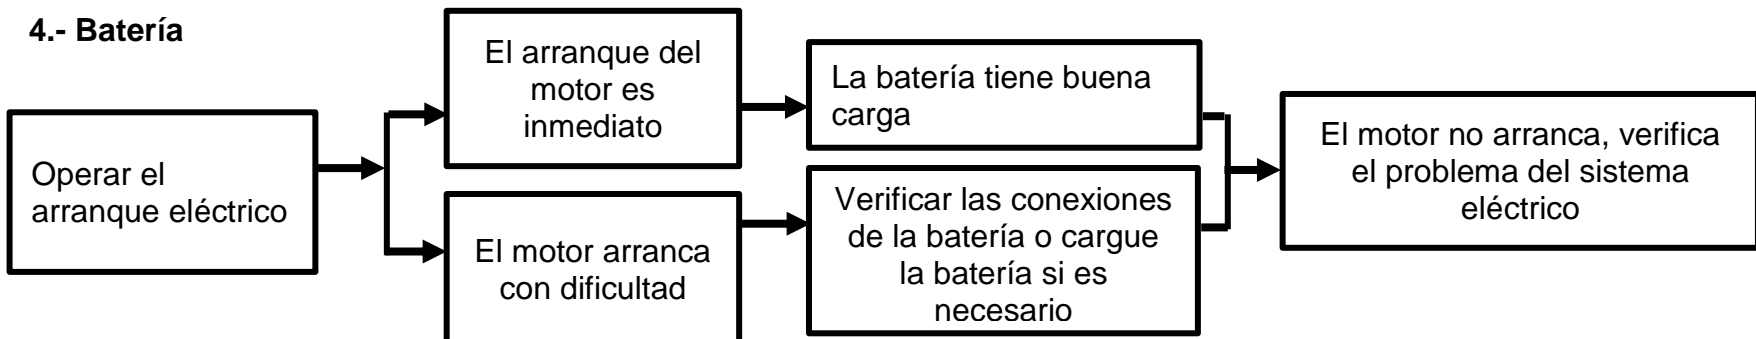 4.- Batería
Operar el
arranque eléctrico
El arranque del
motor es
inmediato
El motor arranca
con dificultad
La batería tiene buena
carga
Verificar las conexiones
de la batería o cargue
la batería si es
necesario
El motor no arranca, verifica
el problema del sistema
eléctrico